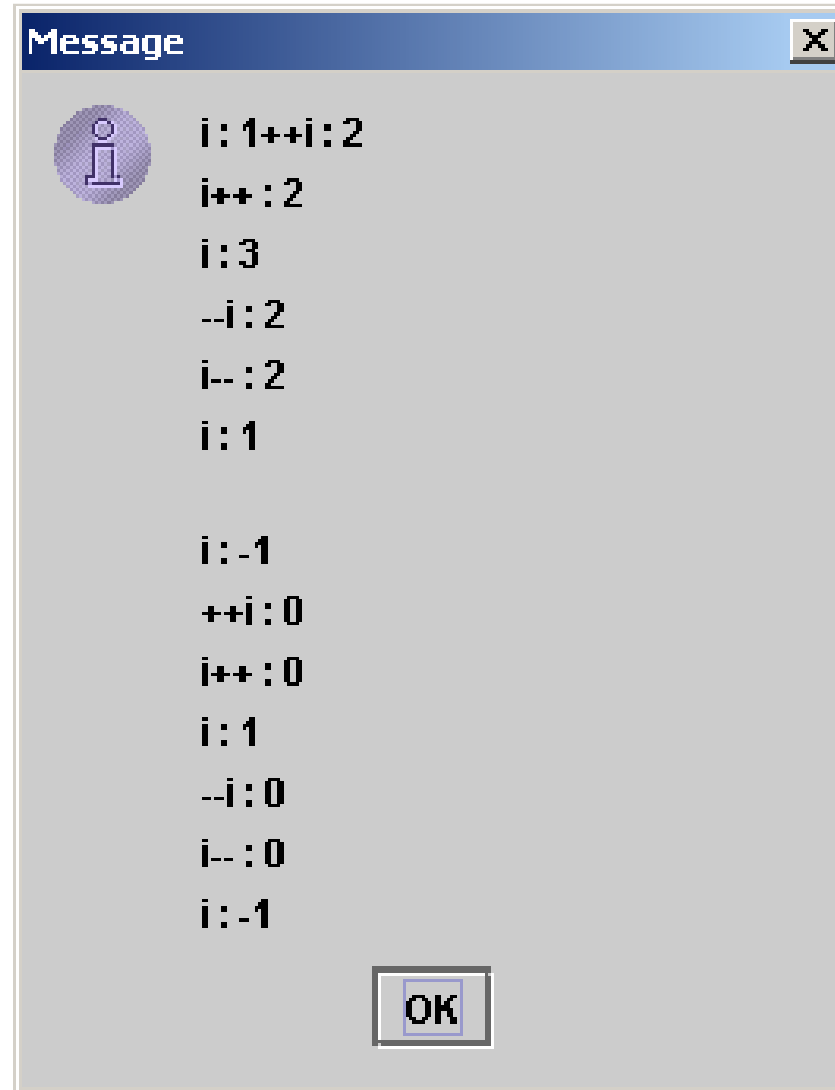 Message
i : 1++i : 2
i++ : 2
i : 3
--i : 2
i-- : 2
i : 1
i : -1
++i : 0
i++ : 0
i : 1
--i : 0
i-- : 0
i : -1
OK